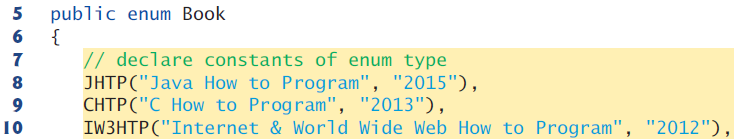 5 public enum Book
6 {
7 // declare constants of enum type
8 JHTP("Java How to Program", "2015"),
9 CHTP("C How to Program", "2013"),
10 IW3HTP("Internet & World Wide Web How to Program", "2012"),